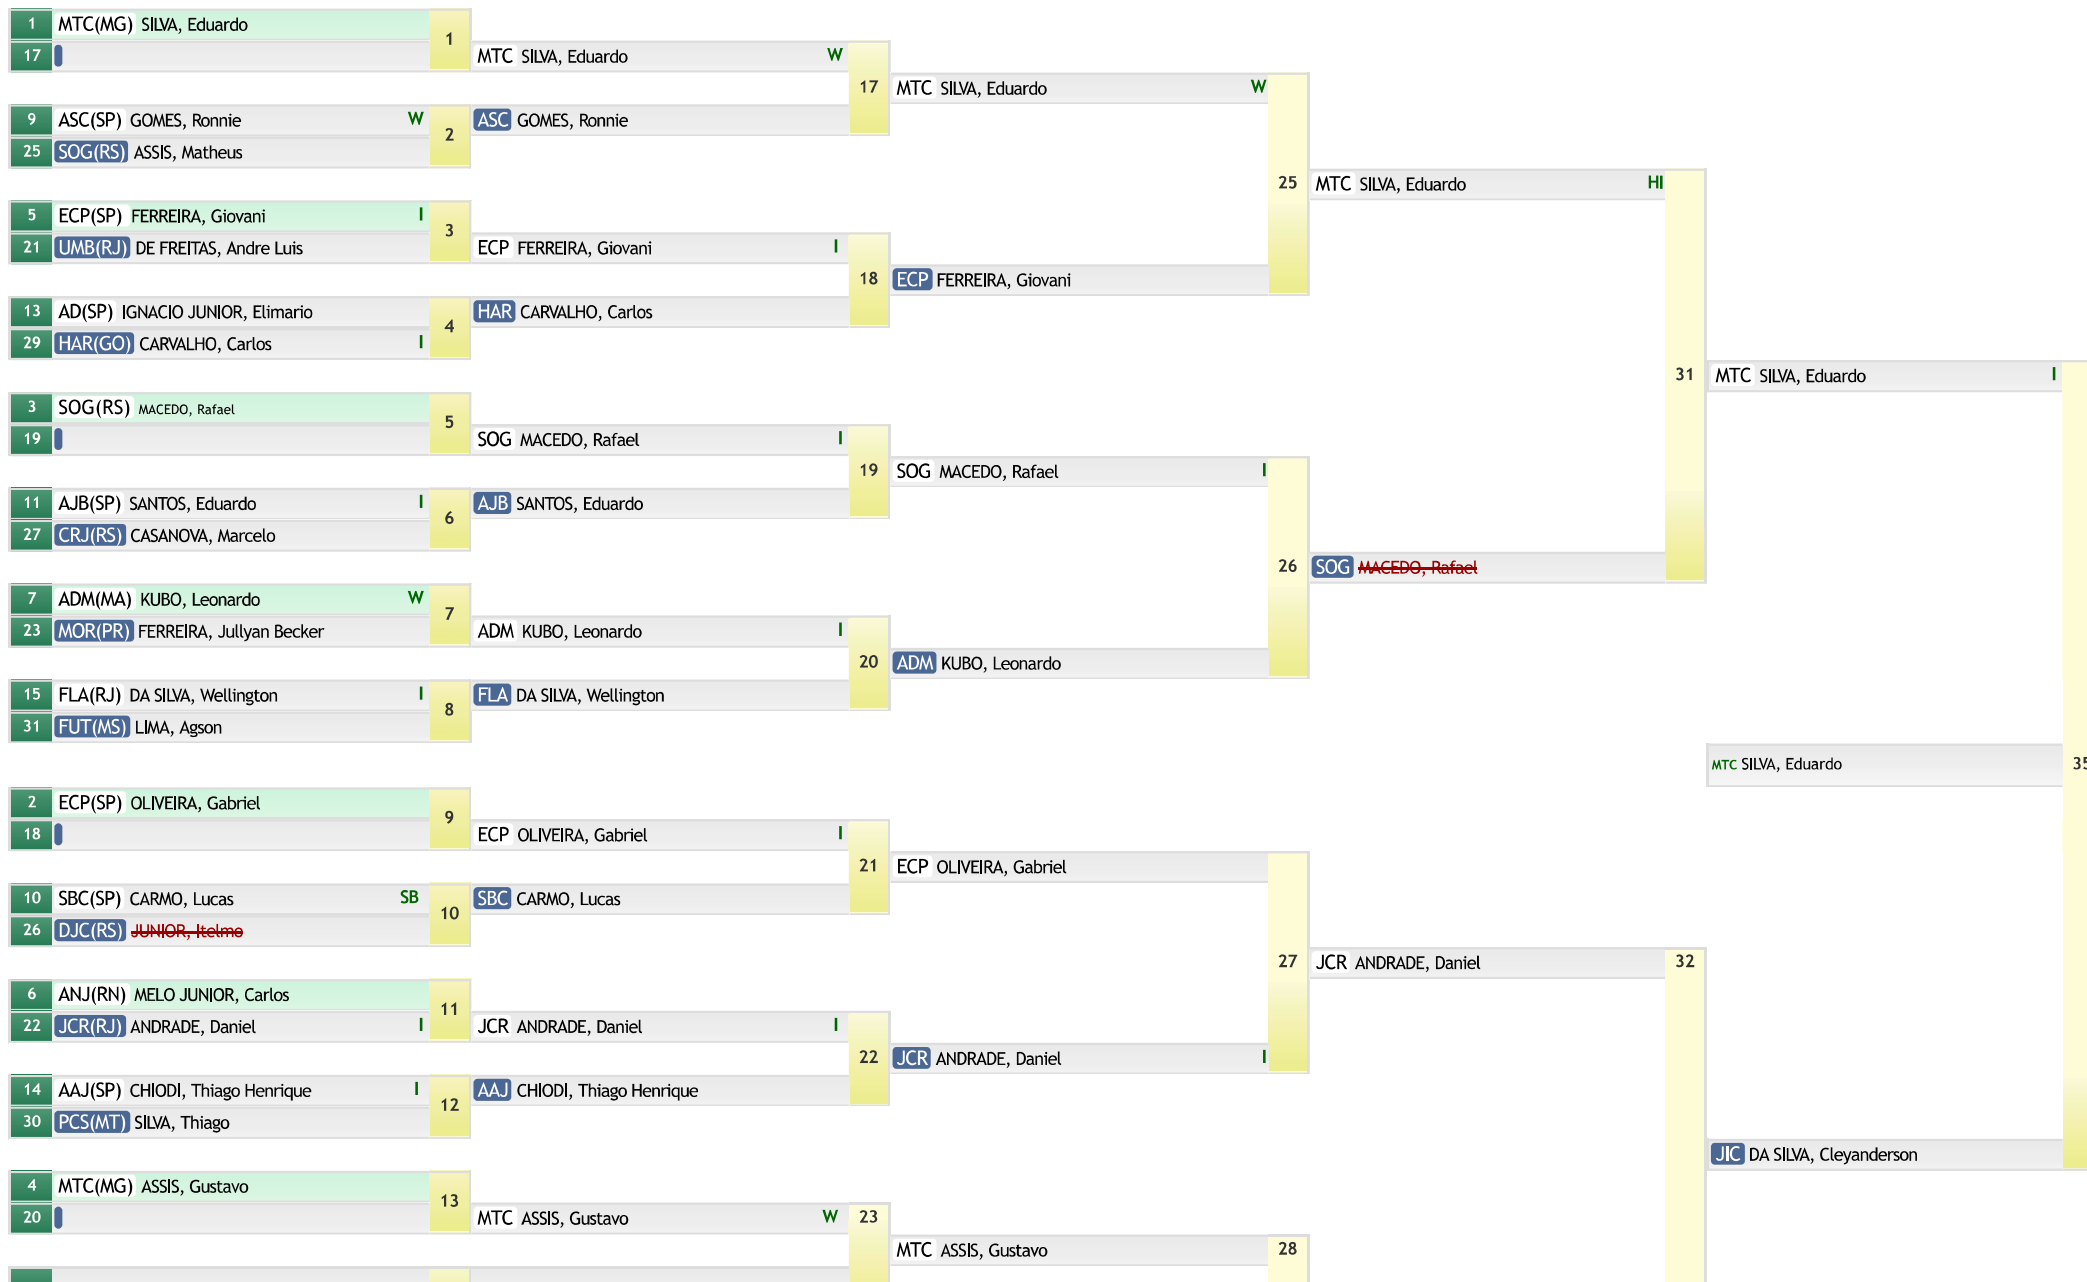 1 MTC(MG) SILVA, Eduardo
17
1
MTC SILVA, Eduardo W
9 ASC(SP) GOMES, Ronnie W
25 SOG(RS) ASSIS, Matheus
2
ASC GOMES, Ronnie
17
MTC SILVA, Eduardo W
5 ECP(SP) FERREIRA, Giovani I
21 UMB(RJ) DE FREITAS, Andre Luis
3
ECP FERREIRA, Giovani I
13 AD(SP) IGNACIO JUNIOR, Elimario
29 HAR(GO) CARVALHO, Carlos I
4
HAR CARVALHO, Carlos
18
ECP FERREIRA, Giovani
25
MTC SILVA, Eduardo HI
3 SOG(RS) MACEDO, Rafael
19
5
SOG MACEDO, Rafael I
11 AJB(SP) SANTOS, Eduardo I
27 CRJ(RS) CASANOVA, Marcelo
6
AJB SANTOS, Eduardo
19
SOG MACEDO, Rafael I
7 ADM(MA) KUBO, Leonardo W
23 MOR(PR) FERREIRA, Jullyan Becker
7
ADM KUBO, Leonardo I
15 FLA(RJ) DA SILVA, Wellington I
31 FUT(MS) LIMA, Agson
8
FLA DA SILVA, Wellington
20
ADM KUBO, Leonardo
26
SOG MACEDO, Rafael
31
MTC SILVA, Eduardo I
MTC SILVA, Eduardo
35
2 ECP(SP) OLIVEIRA, Gabriel
18
9
ECP OLIVEIRA, Gabriel I
10 SBC(SP) CARMO, Lucas SB
26 DJC(RS) JUNIOR, Itelmo
10
SBC CARMO, Lucas
21
ECP OLIVEIRA, Gabriel
6 ANJ(RN) MELO JUNIOR, Carlos
22 JCR(RJ) ANDRADE, Daniel I
11
JCR ANDRADE, Daniel I
14 AAJ(SP) CHIODI, Thiago Henrique I
30 PCS(MT) SILVA, Thiago
12
AAJ CHIODI, Thiago Henrique
22
JCR ANDRADE, Daniel I
27
JCR ANDRADE, Daniel
32
JIC DA SILVA, Cleyanderson
4 MTC(MG) ASSIS, Gustavo
20
13
MTC ASSIS, Gustavo W
23
MTC ASSIS, Gustavo
28